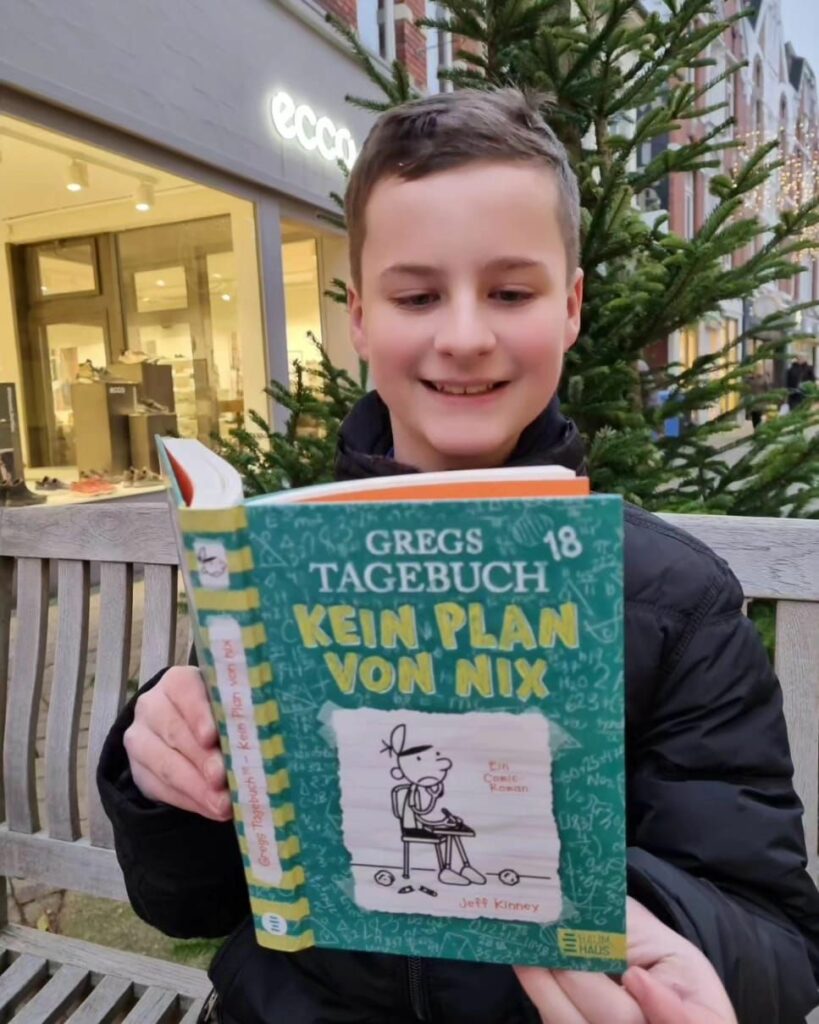 ecco
GREGS
18
TAGEBUCH
KEIN PLAN
VON NIX
Ein
Comic-
Roman
Jeff Kinney
BAUM
HAUS
Gregs Tagebuch 18 – Kein Plan von nix